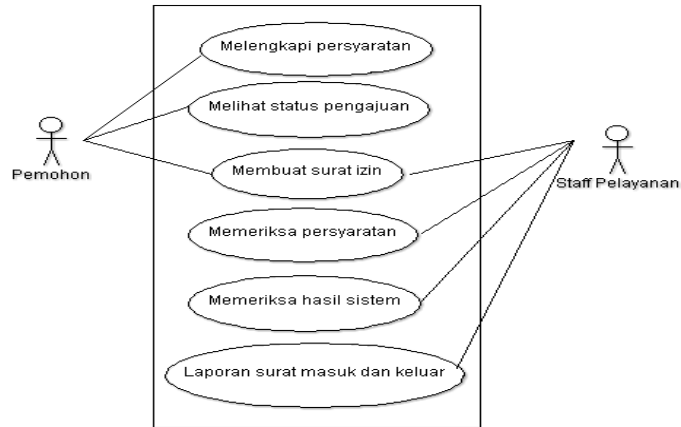 Melengkapi persyaratan
Melihat status pengajuan
Membuat surat izin
Pemohon
Staff Pelayanan
Memeriksa persyaratan
Memeriksa hasil sistem
Laporan surat masuk dan keluar